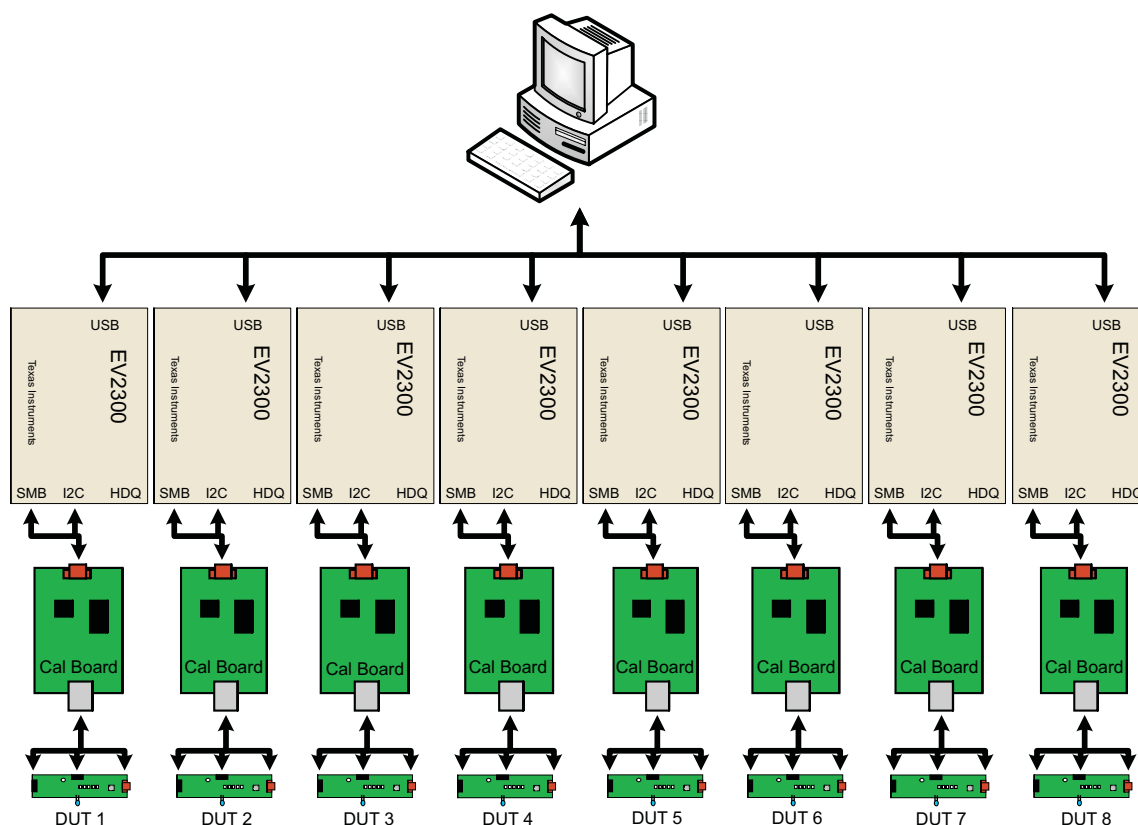 USB
EV2300
Texas Instruments
SMB I2C HDQ
USB
EV2300
Texas Instruments
SMB I2C HDQ
USB
EV2300
Texas Instruments
SMB I2C HDQ
USB
EV2300
Texas Instruments
SMB I2C HDQ
USB
EV2300
Texas Instruments
SMB I2C HDQ
USB
EV2300
Texas Instruments
SMB I2C HDQ
USB
EV2300
Texas Instruments
SMB I2C HDQ
USB
EV2300
Texas Instruments
SMB I2C HDQ
Cal Board
Cal Board
Cal Board
Cal Board
Cal Board
Cal Board
Cal Board
Cal Board
DUT 1
DUT 2
DUT 3
DUT 4
DUT 5
DUT 6
DUT 7
DUT 8